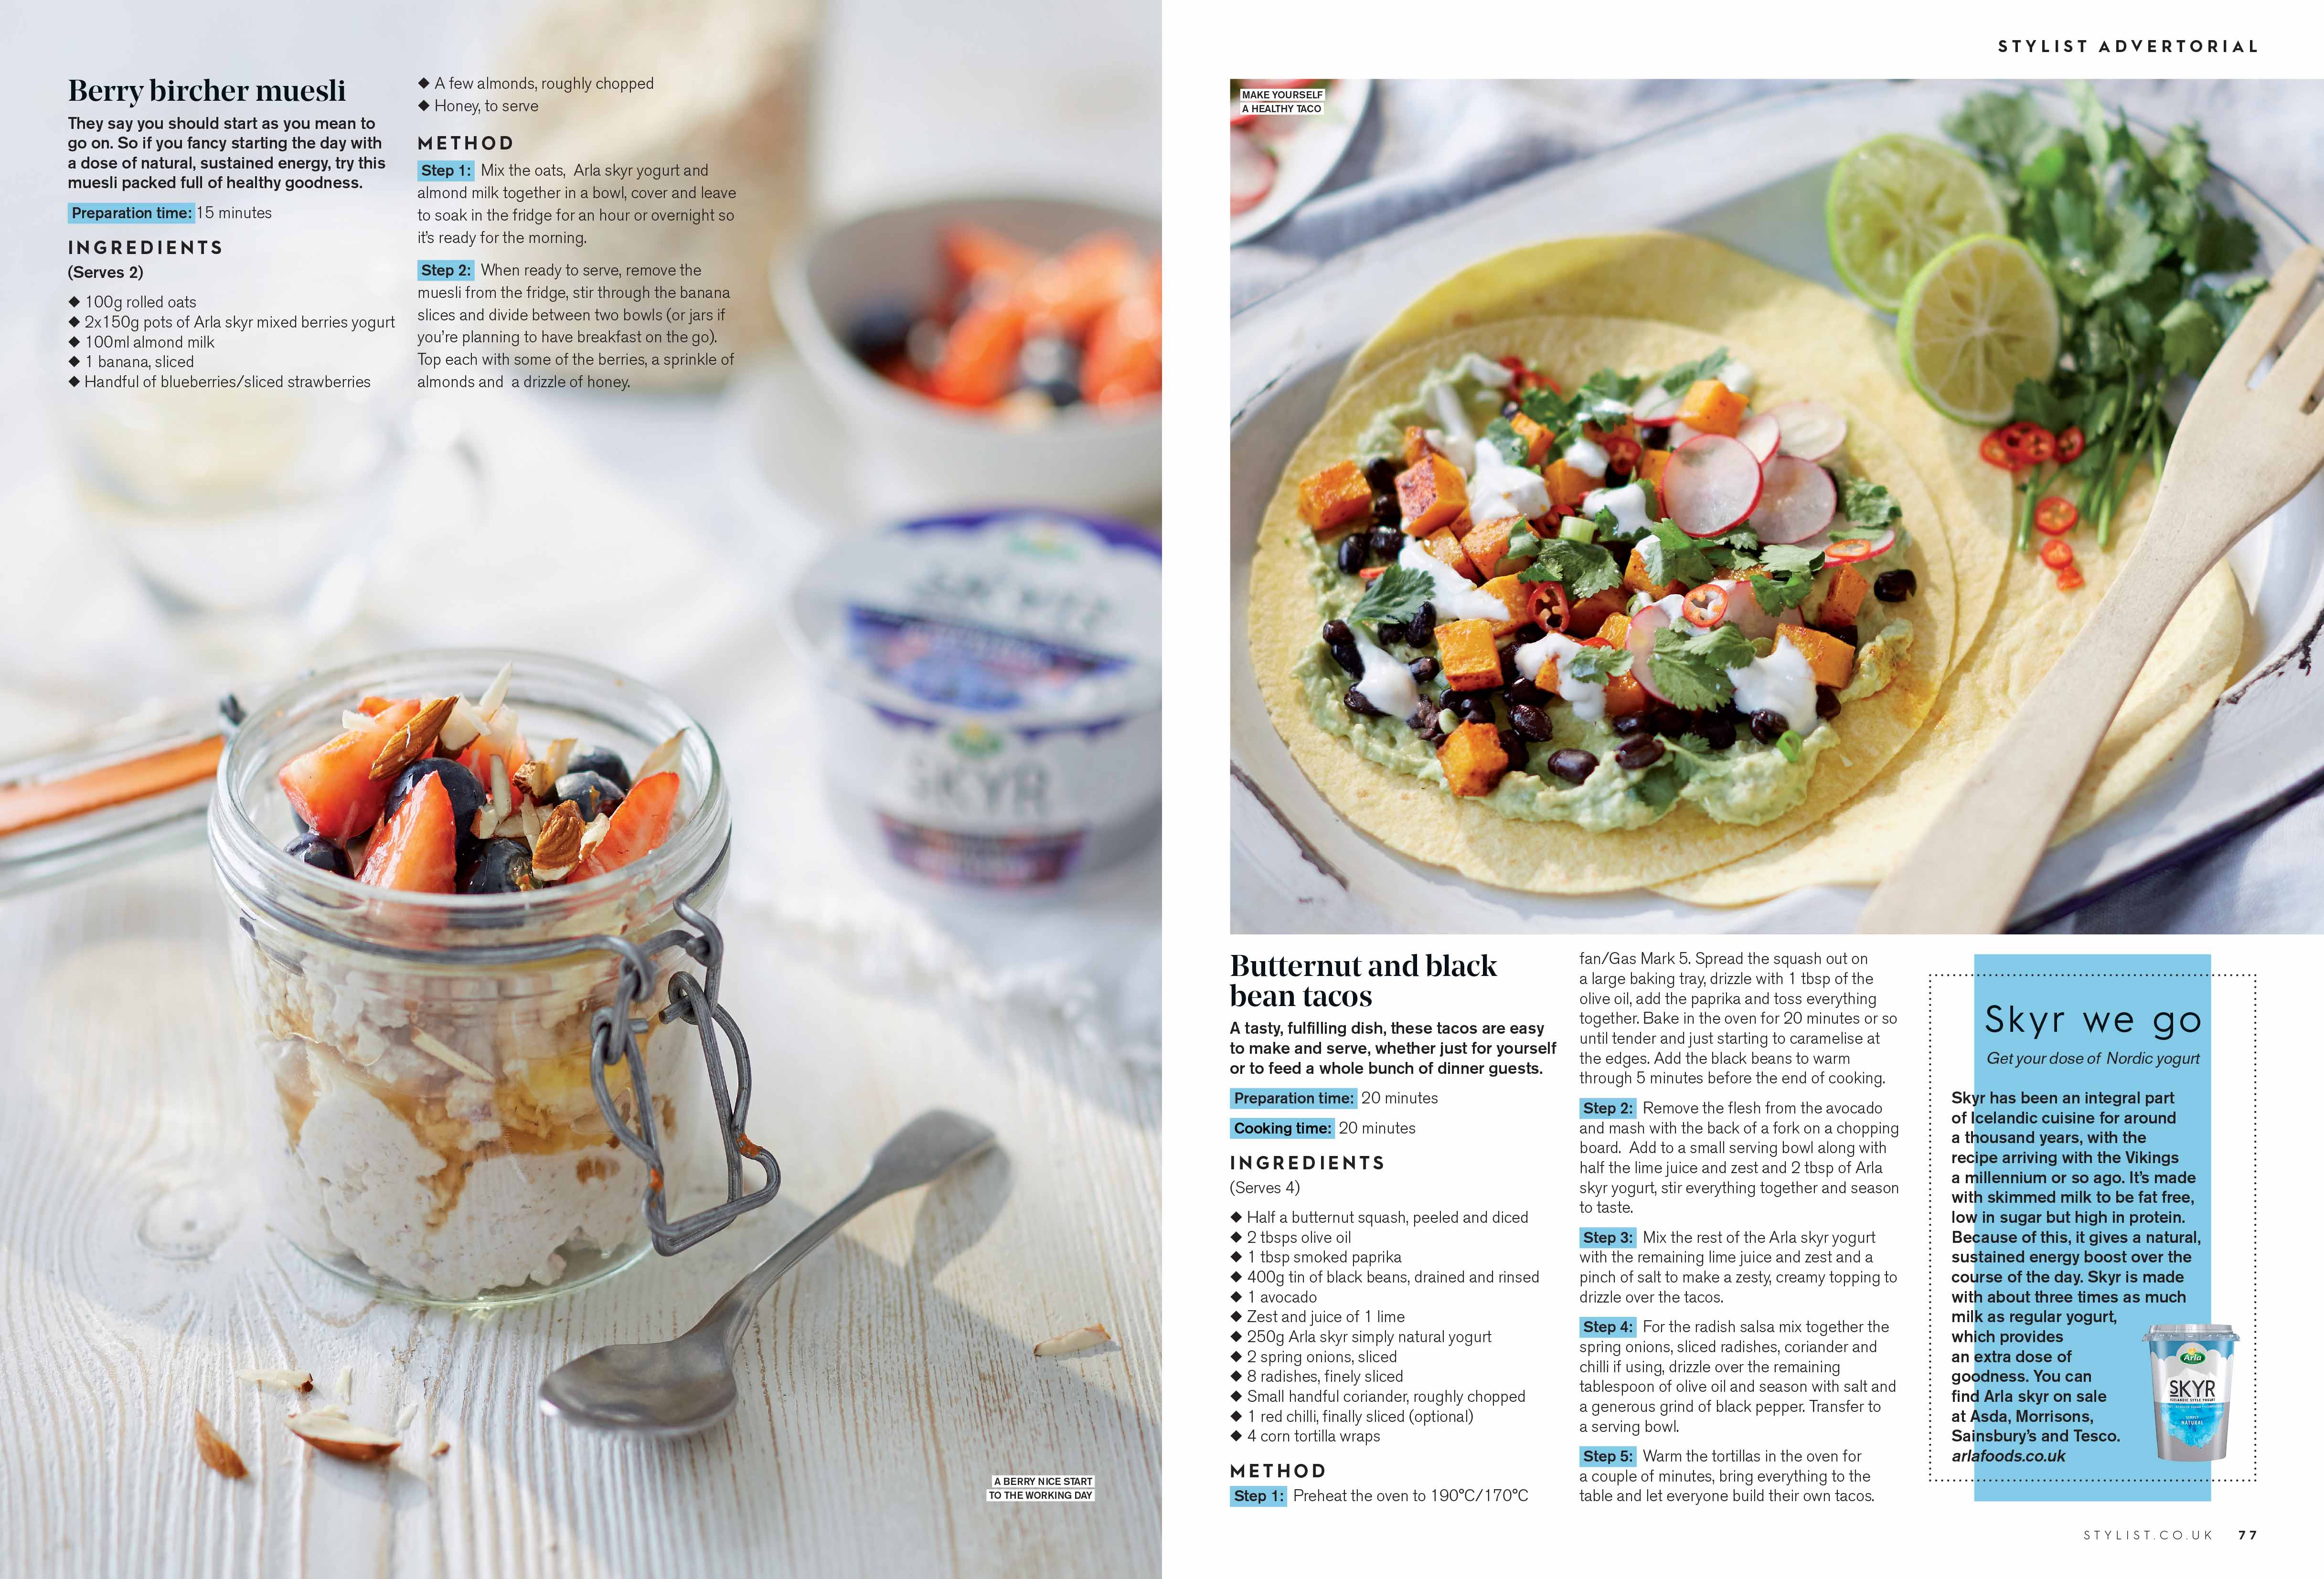 Berry bircher muesli
They say you should start as you mean to
go on. So if you fancy starting the day with
a dose of natural, sustained energy, try this
muesli packed full of healthy goodness.
Preparation time: 15 minutes
INGREDIENTS
(Serves 2)
◆ 100g rolled oats
◆ 2x150g pots of Arla skyr mixed berries yogurt
◆ 100ml almond milk
◆ 1 banana, sliced
◆ Handful of blueberries/sliced strawberries
◆ A few almonds, roughly chopped
◆ Honey, to serve
METHOD
Step 1: Mix the oats, Arla skyr yogurt and
almond milk together in a bowl, cover and leave
to soak in the fridge for an hour or overnight so
it's ready for the morning.
Step 2: When ready to serve, remove the
muesli from the fridge, stir through the banana
slices and divide between two bowls (or jars if
you're planning to have breakfast on the go).
Top each with some of the berries, a sprinkle of
almonds and a drizzle of honey.
SKYR
A BERRY NICE START
TO THE WORKING DAY
STYLIST ADVERTORIAL
MAKE YOURSELF
A HEALTHY TACO
Butternut and black
bean tacos
A tasty, fulfilling dish, these tacos are easy
to make and serve, whether just for yourself
or to feed a whole bunch of dinner guests.
Preparation time: 20 minutes
Cooking time: 20 minutes
INGREDIENTS
(Serves 4)
◆ Half a butternut squash, peeled and diced
◆ 2 tbsps olive oil
◆ 1 tbsp smoked paprika
◆ 400g tin of black beans, drained and rinsed
◆ 1 avocado
◆ Zest and juice of 1 lime
◆ 250g Arla skyr simply natural yogurt
◆ 2 spring onions, sliced
◆ 8 radishes, finely sliced
◆ Small handful coriander, roughly chopped
◆ 1 red chilli, finally sliced (optional)
◆ 4 corn tortilla wraps
METHOD
Step 1: Preheat the oven to 190°C/170°C
fan/Gas Mark 5. Spread the squash out on
a large baking tray, drizzle with 1 tbsp of the
olive oil, add the paprika and toss everything
together. Bake in the oven for 20 minutes or so
until tender and just starting to caramelise at
the edges. Add the black beans to warm
through 5 minutes before the end of cooking.
Step 2: Remove the flesh from the avocado
and mash with the back of a fork on a chopping
board. Add to a small serving bowl along with
half the lime juice and zest and 2 tbsp of Arla
skyr yogurt, stir everything together and season
to taste.
Step 3: Mix the rest of the Arla skyr yogurt
with the remaining lime juice and zest and a
pinch of salt to make a zesty, creamy topping to
drizzle over the tacos.
Step 4: For the radish salsa mix together the
spring onions, sliced radishes, coriander and
chilli if using, drizzle over the remaining
tablespoon of olive oil and season with salt and
a generous grind of black pepper. Transfer to
a serving bowl.
Step 5: Warm the tortillas in the oven for
a couple of minutes, bring everything to the
table and let everyone build their own tacos.
Skyr we go
Get your dose of Nordic yogurt
Skyr has been an integral part
of Icelandic cuisine for around
a thousand years, with the
recipe arriving with the Vikings
a millennium or so ago. It's made
with skimmed milk to be fat free,
low in sugar but high in protein.
Because of this, it gives a natural,
sustained energy boost over the
course of the day. Skyr is made
with about three times as much
milk as regular yogurt,
which provides
an extra dose of
goodness. You can
find Arla skyr on sale
at Asda, Morrisons,
Sainsbury's and Tesco.
arlafoods.co.uk
Arla
SKYR
NATURAL
STYLIST.CO.UK 77